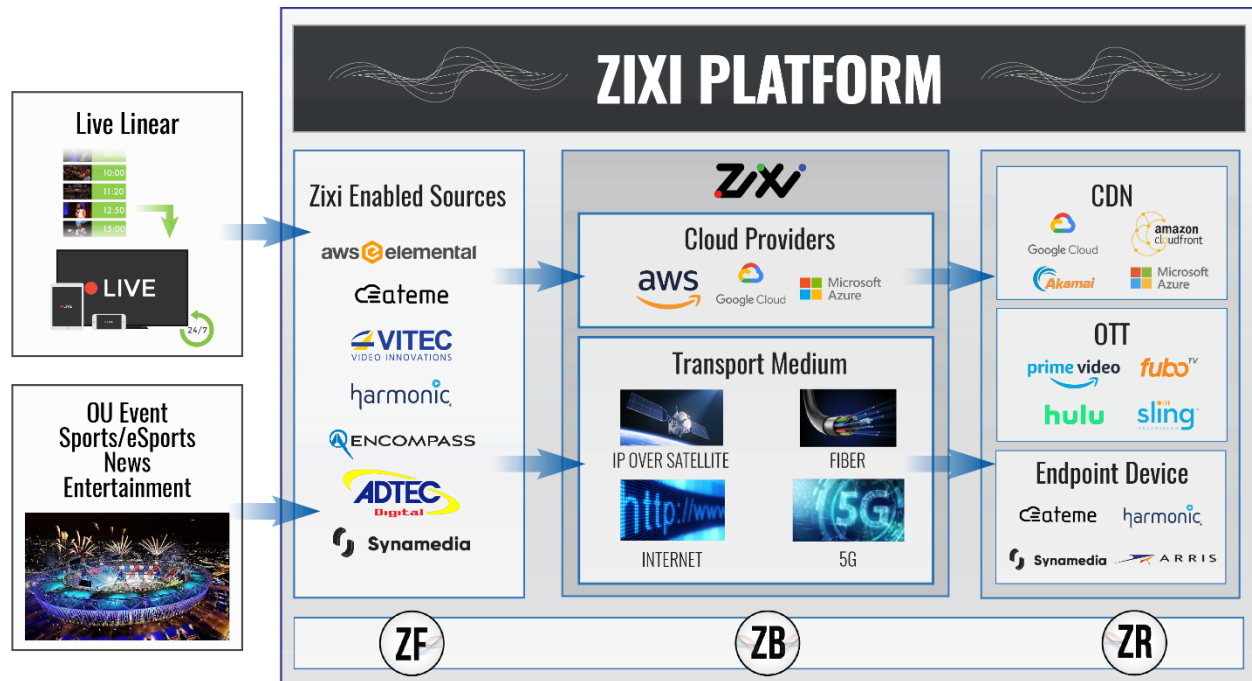 ZIXI PLATFORM
Live Linear
10:00
11:20
12:50
15:00
LIVE
24/7
OU Event
Sports/eSports
News
Entertainment
Zixi Enabled Sources
aws elemental
ateme
VITEC
VIDEO INNOVATIONS
harmonic
ENCOMPASS
ADTEC
Digital
Synamedia
ZiXi
Cloud Providers
aws
Google Cloud
Microsoft
Azure
Transport Medium
IP OVER SATELLITE
FIBER
http://www
5G
INTERNET
5G
CDN
Google Cloud
amazon
cloudfront
Akamai
Microsoft
Azure
OTT
prime video
fubo TV
hulu
sling
TELEVISION
Endpoint Device
ateme
harmonic
Synamedia
ARRIS
ZF
ZB
ZR